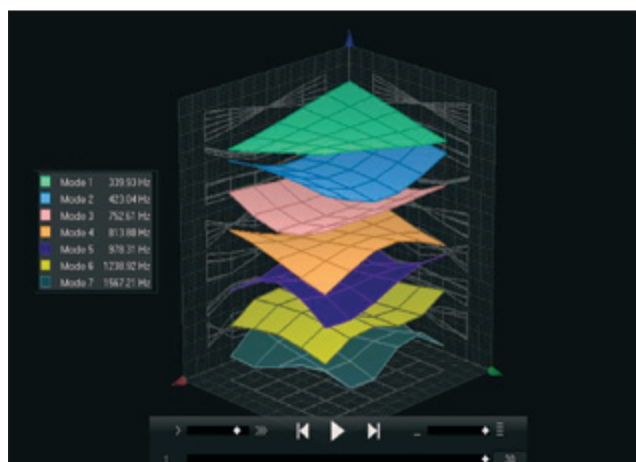 Mode 1 339.93 Hz
Mode 2 423.04 Hz
Mode 3 752.61 Hz
Mode 4 813.88 Hz
Mode 5 978.31 Hz
Mode 6 1238.92 Hz
Mode 7 1567.21 Hz